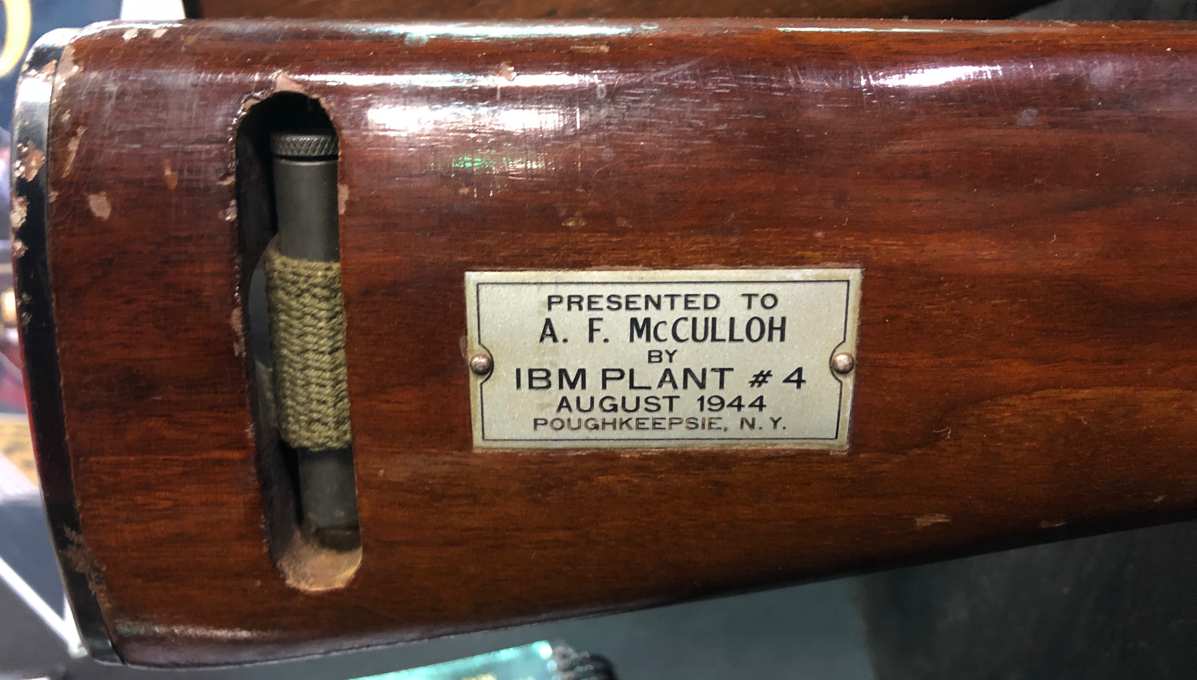 PRESENTED TO
A. F. McCULLOH
BY
IBM PLANT # 4
AUGUST 1944
POUGHKEEPSIE, N. Y.